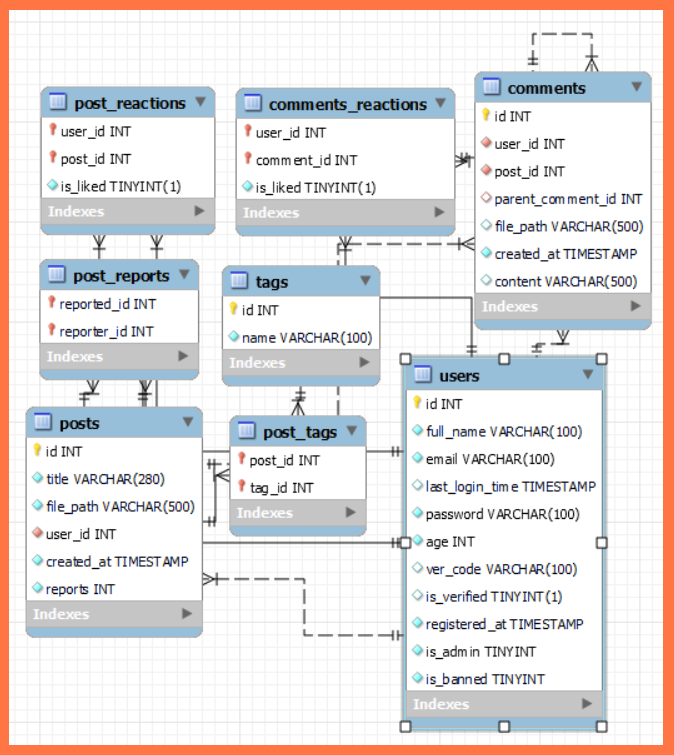 post_reactions
user_id INT
post_id INT
is_liked TINYINT(1)
Indexes
comments_reactions
user_id INT
comment_id INT
is_liked TINYINT(1)
Indexes
comments
id INT
user_id INT
post_id INT
parent_comment_id INT
file_path VARCHAR(500)
created_at TIMESTAMP
content VARCHAR(500)
Indexes
post_reports
reported_id INT
reporter_id INT
Indexes
tags
id INT
name VARCHAR(100)
Indexes
posts
id INT
title VARCHAR(280)
file_path VARCHAR(500)
user_id INT
created_at TIMESTAMP
reports INT
Indexes
post_tags
post_id INT
tag_id INT
Indexes
users
id INT
full_name VARCHAR(100)
email VARCHAR(100)
last_login_time TIMESTAMP
password VARCHAR(100)
age INT
ver_code VARCHAR(100)
is_verified TINYINT(1)
registered_at TIMESTAMP
is_admin TINYINT
is_banned TINYINT
Indexes